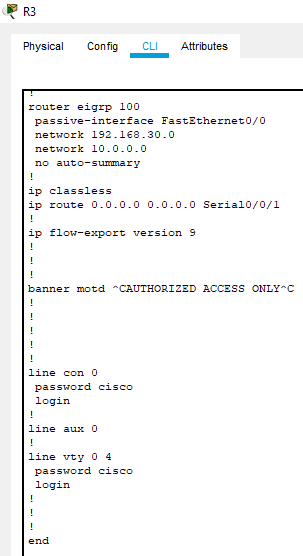 R3
Physical Config CLI Attributes
!
router eigrp 100
 passive-interface FastEthernet0/0
 network 192.168.30.0
 network 10.0.0.0
 no auto-summary
!
ip classless
ip route 0.0.0.0 0.0.0.0 Serial0/0/1
!
ip flow-export version 9
!
!
!
banner motd ^CAUTHORIZED ACCESS ONLY^C
!
!
!
!
!
line con 0
 password cisco
 login
!
line aux 0
!
line vty 0 4
 password cisco
 login
!
!
!
end